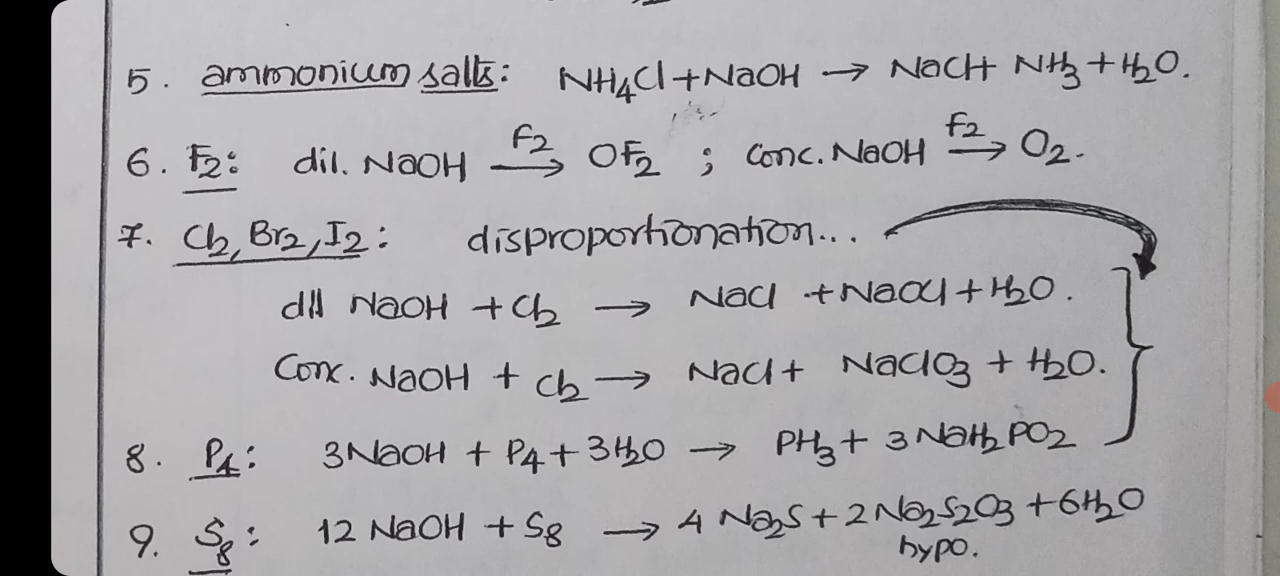 5. ammonium salts: NH4Cl + NaOH → NaCl + NH3 + H2O.
6. F2: dil. NaOH F2→ OF2 ; Conc. NaOH F2→ O2.
7. Cl2, Br2, I2: disproportionation...
dil NaOH + Cl2 → NaCl + NaOCl + H2O.
Conc. NaOH + Cl2 → NaCl + NaClO3 + H2O.
8. P4: 3NaOH + P4 + 3H2O → PH3 + 3NaH2PO2
9. S8: 12 NaOH + S8 → 4 Na2S + 2Na2S2O3 + 6H2O
hypo.